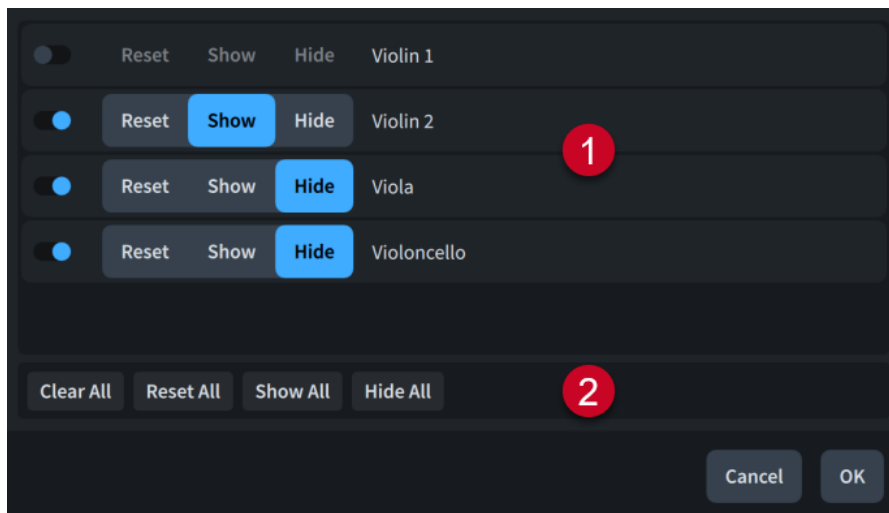 Reset Show Hide Violin 1
Reset Show Hide Violin 2
1
Reset Show Hide Viola
Reset Show Hide Violoncello
Clear All Reset All Show All Hide All 2
Cancel OK